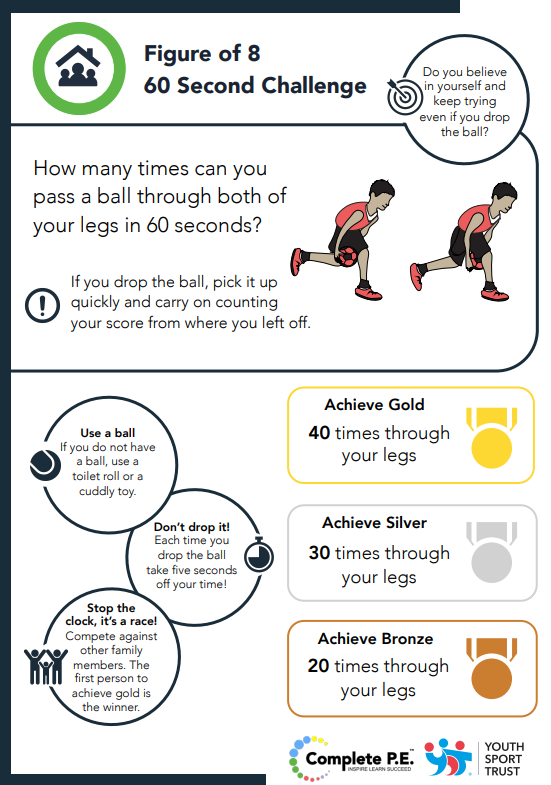 Figure of 8
60 Second Challenge
Do you believe
in yourself and
keep trying
even if you drop
the ball?
How many times can you
pass a ball through both of
your legs in 60 seconds?
If you drop the ball, pick it up
quickly and carry on counting
your score from where you left off.
Use a ball
If you do not have
a ball, use a
toilet roll or a
cuddly toy.
Don't drop it!
Each time you
drop the ball
take five seconds
off your time!
Stop the
clock, it's a race!
Compete against
other family
members. The
first person to
achieve gold is
the winner.
Achieve Gold
40 times through
your legs
Achieve Silver
30 times through
your legs
Achieve Bronze
20 times through
your legs
Complete P.E.™
INSPIRE LEARN SUCCEED
YOUTH
SPORT
TRUST